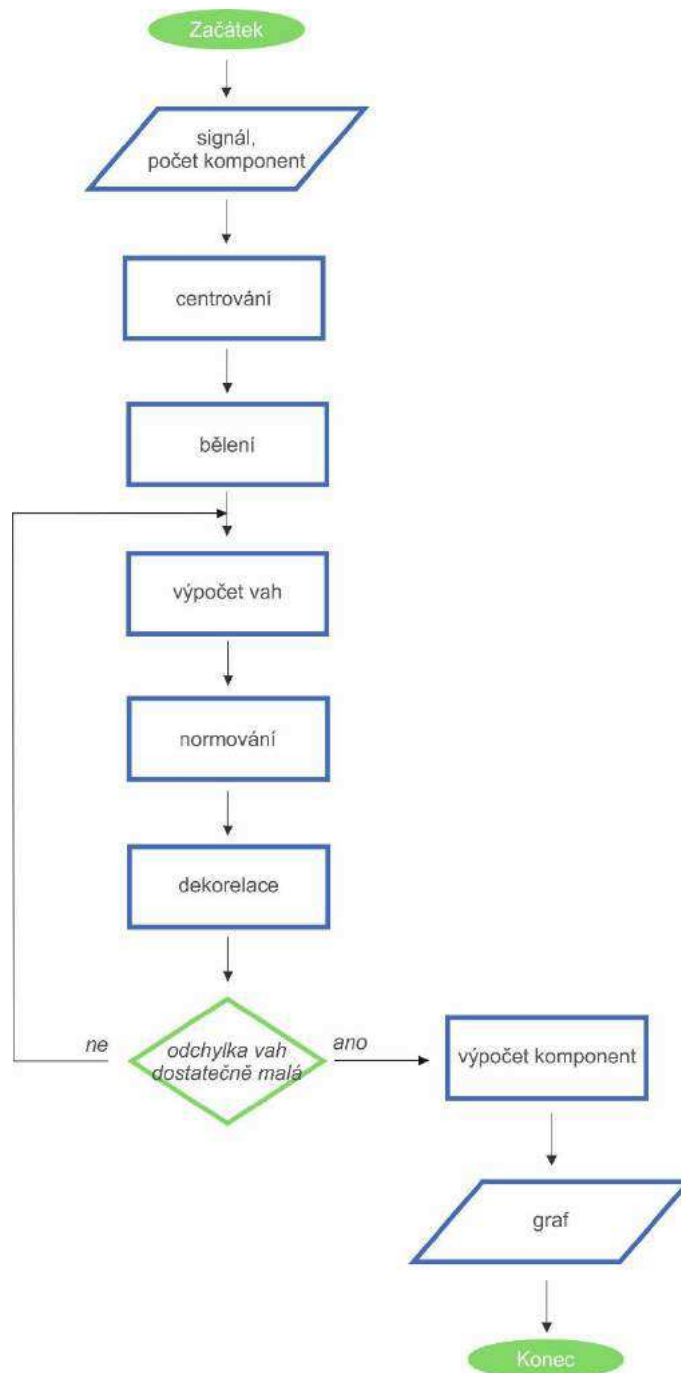 Začátek
signál,
počet komponent
centrování
bělení
výpočet vah
normování
dekorelace
ne
odchylka vah
dostatečně malá
ano
výpočet komponent
graf
Konec